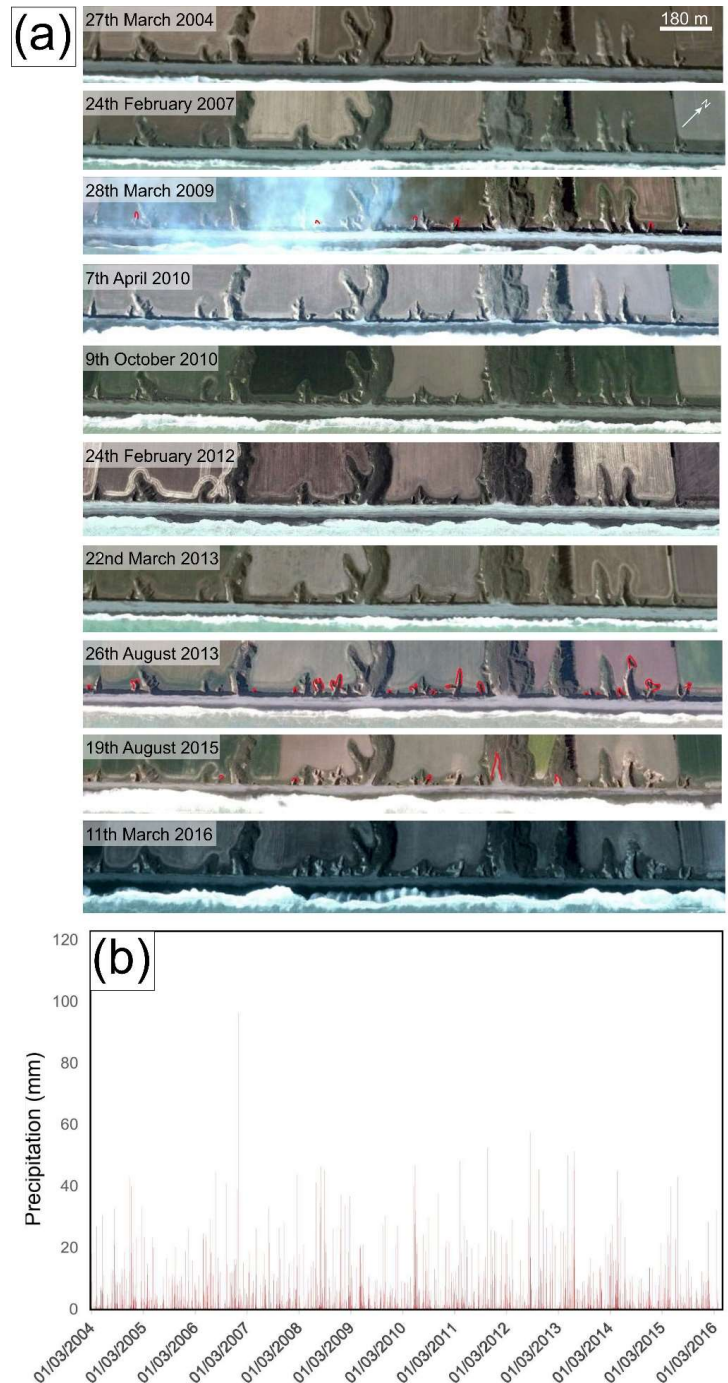 (a)
27th March 2004
180 m
24th February 2007
N
28th March 2009
7th April 2010
9th October 2010
24th February 2012
22nd March 2013
26th August 2013
19th August 2015
11th March 2016
(b)
Precipitation (mm)
120
100
80
60
40
20
0
01/03/2004
01/03/2005
01/03/2006
01/03/2007
01/03/2008
01/03/2009
01/03/2010
01/03/2011
01/03/2012
01/03/2013
01/03/2014
01/03/2015
01/03/2016